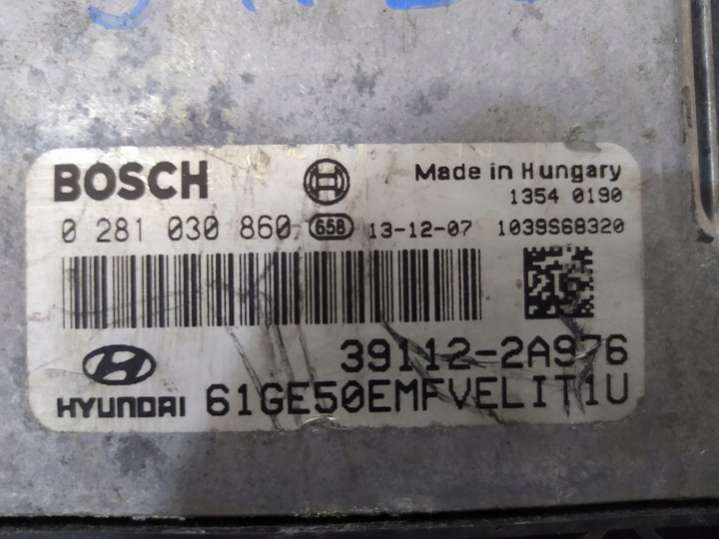 BOSCH
Made in Hungary
1354 0190
0 281 030 860 658 13-12-07 1039S68320
39112-2A976
HYUNDAI 61GE50EMFVELIT1U